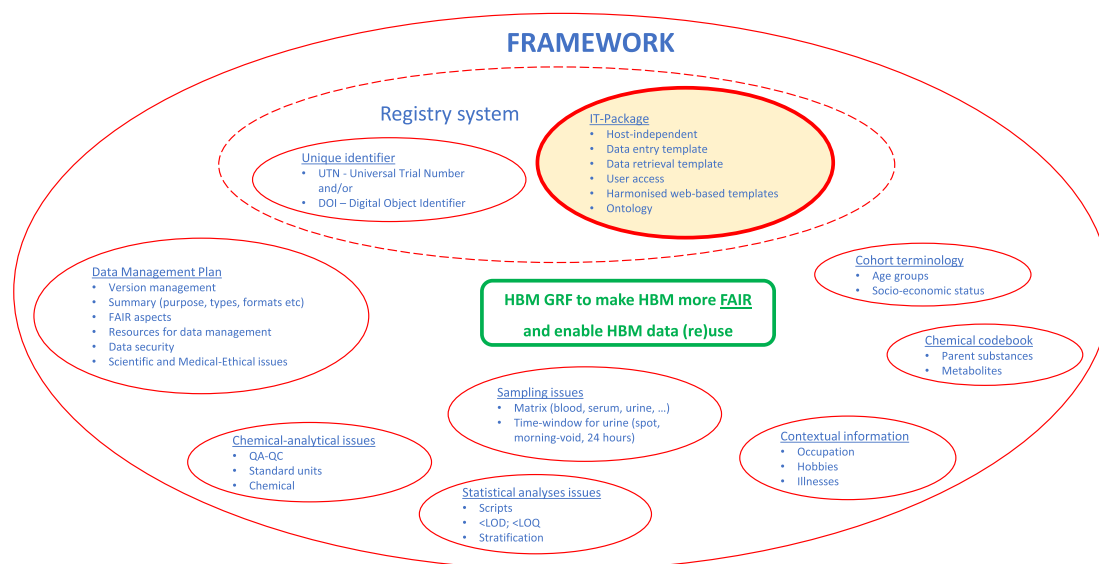 FRAMEWORK
Registry system
Unique identifier
• UTN - Universal Trial Number
and/or
• DOI – Digital Object Identifier
IT-Package
• Host-independent
• Data entry template
• Data retrieval template
• User access
• Harmonised web-based templates
• Ontology
Data Management Plan
• Version management
• Summary (purpose, types, formats etc)
• FAIR aspects
• Resources for data management
• Data security
• Scientific and Medical-Ethical issues
HBM GRF to make HBM more FAIR
and enable HBM data (re)use
Cohort terminology
• Age groups
• Socio-economic status
Chemical codebook
• Parent substances
• Metabolites
Sampling issues
• Matrix (blood, serum, urine, ...)
• Time-window for urine (spot,
morning-void, 24 hours)
Chemical-analytical issues
• QA-QC
• Standard units
• Chemical
Contextual information
• Occupation
• Hobbies
• Illnesses
Statistical analyses issues
• Scripts
• <LOD; <LOQ
• Stratification